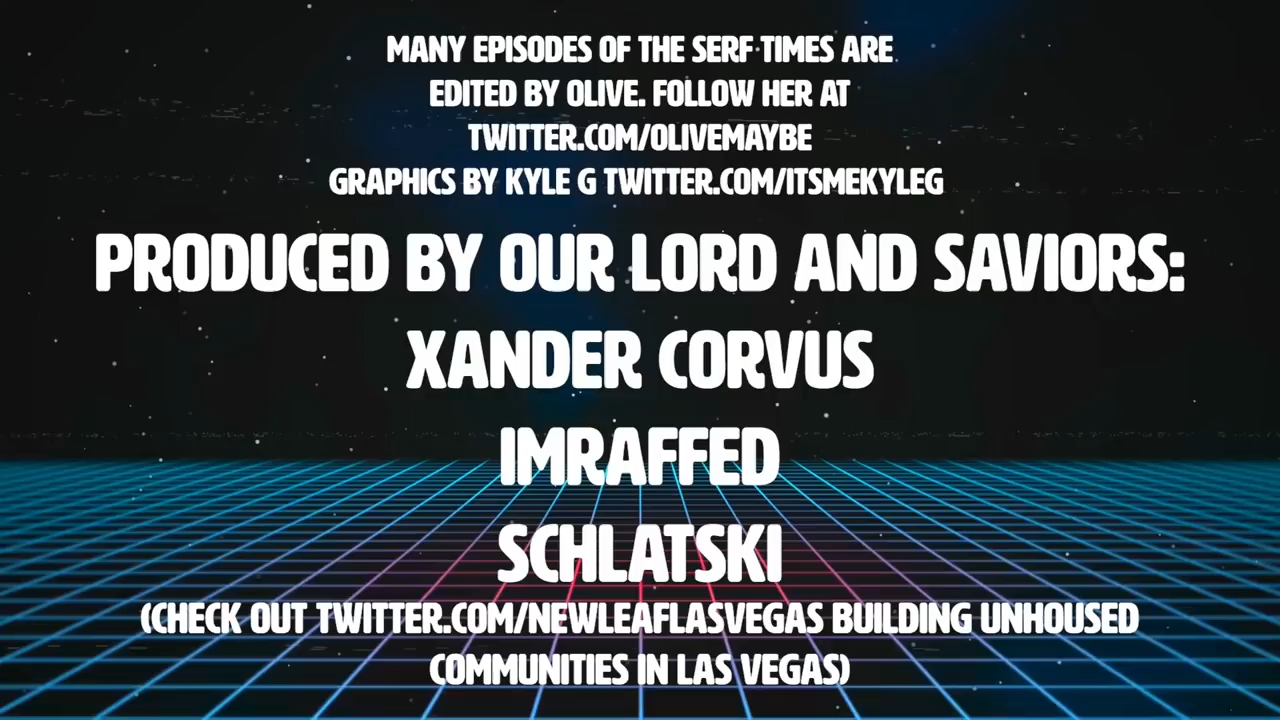 MANY EPISODES OF THE SERF TIMES ARE
EDITED BY OLIVE. FOLLOW HER AT
TWITTER.COM/OLIVEMAYBE
GRAPHICS BY KYLE G TWITTER.COM/ITSMEKYLEG
PRODUCED BY OUR LORD AND SAVIORS:
XANDER CORVUS
IMRAFFED
SCHLATSKI
(CHECK OUT TWITTER.COM/NEWLEAFLASVEGAS BUILDING UNHOUSED
COMMUNITIES IN LAS VEGAS)